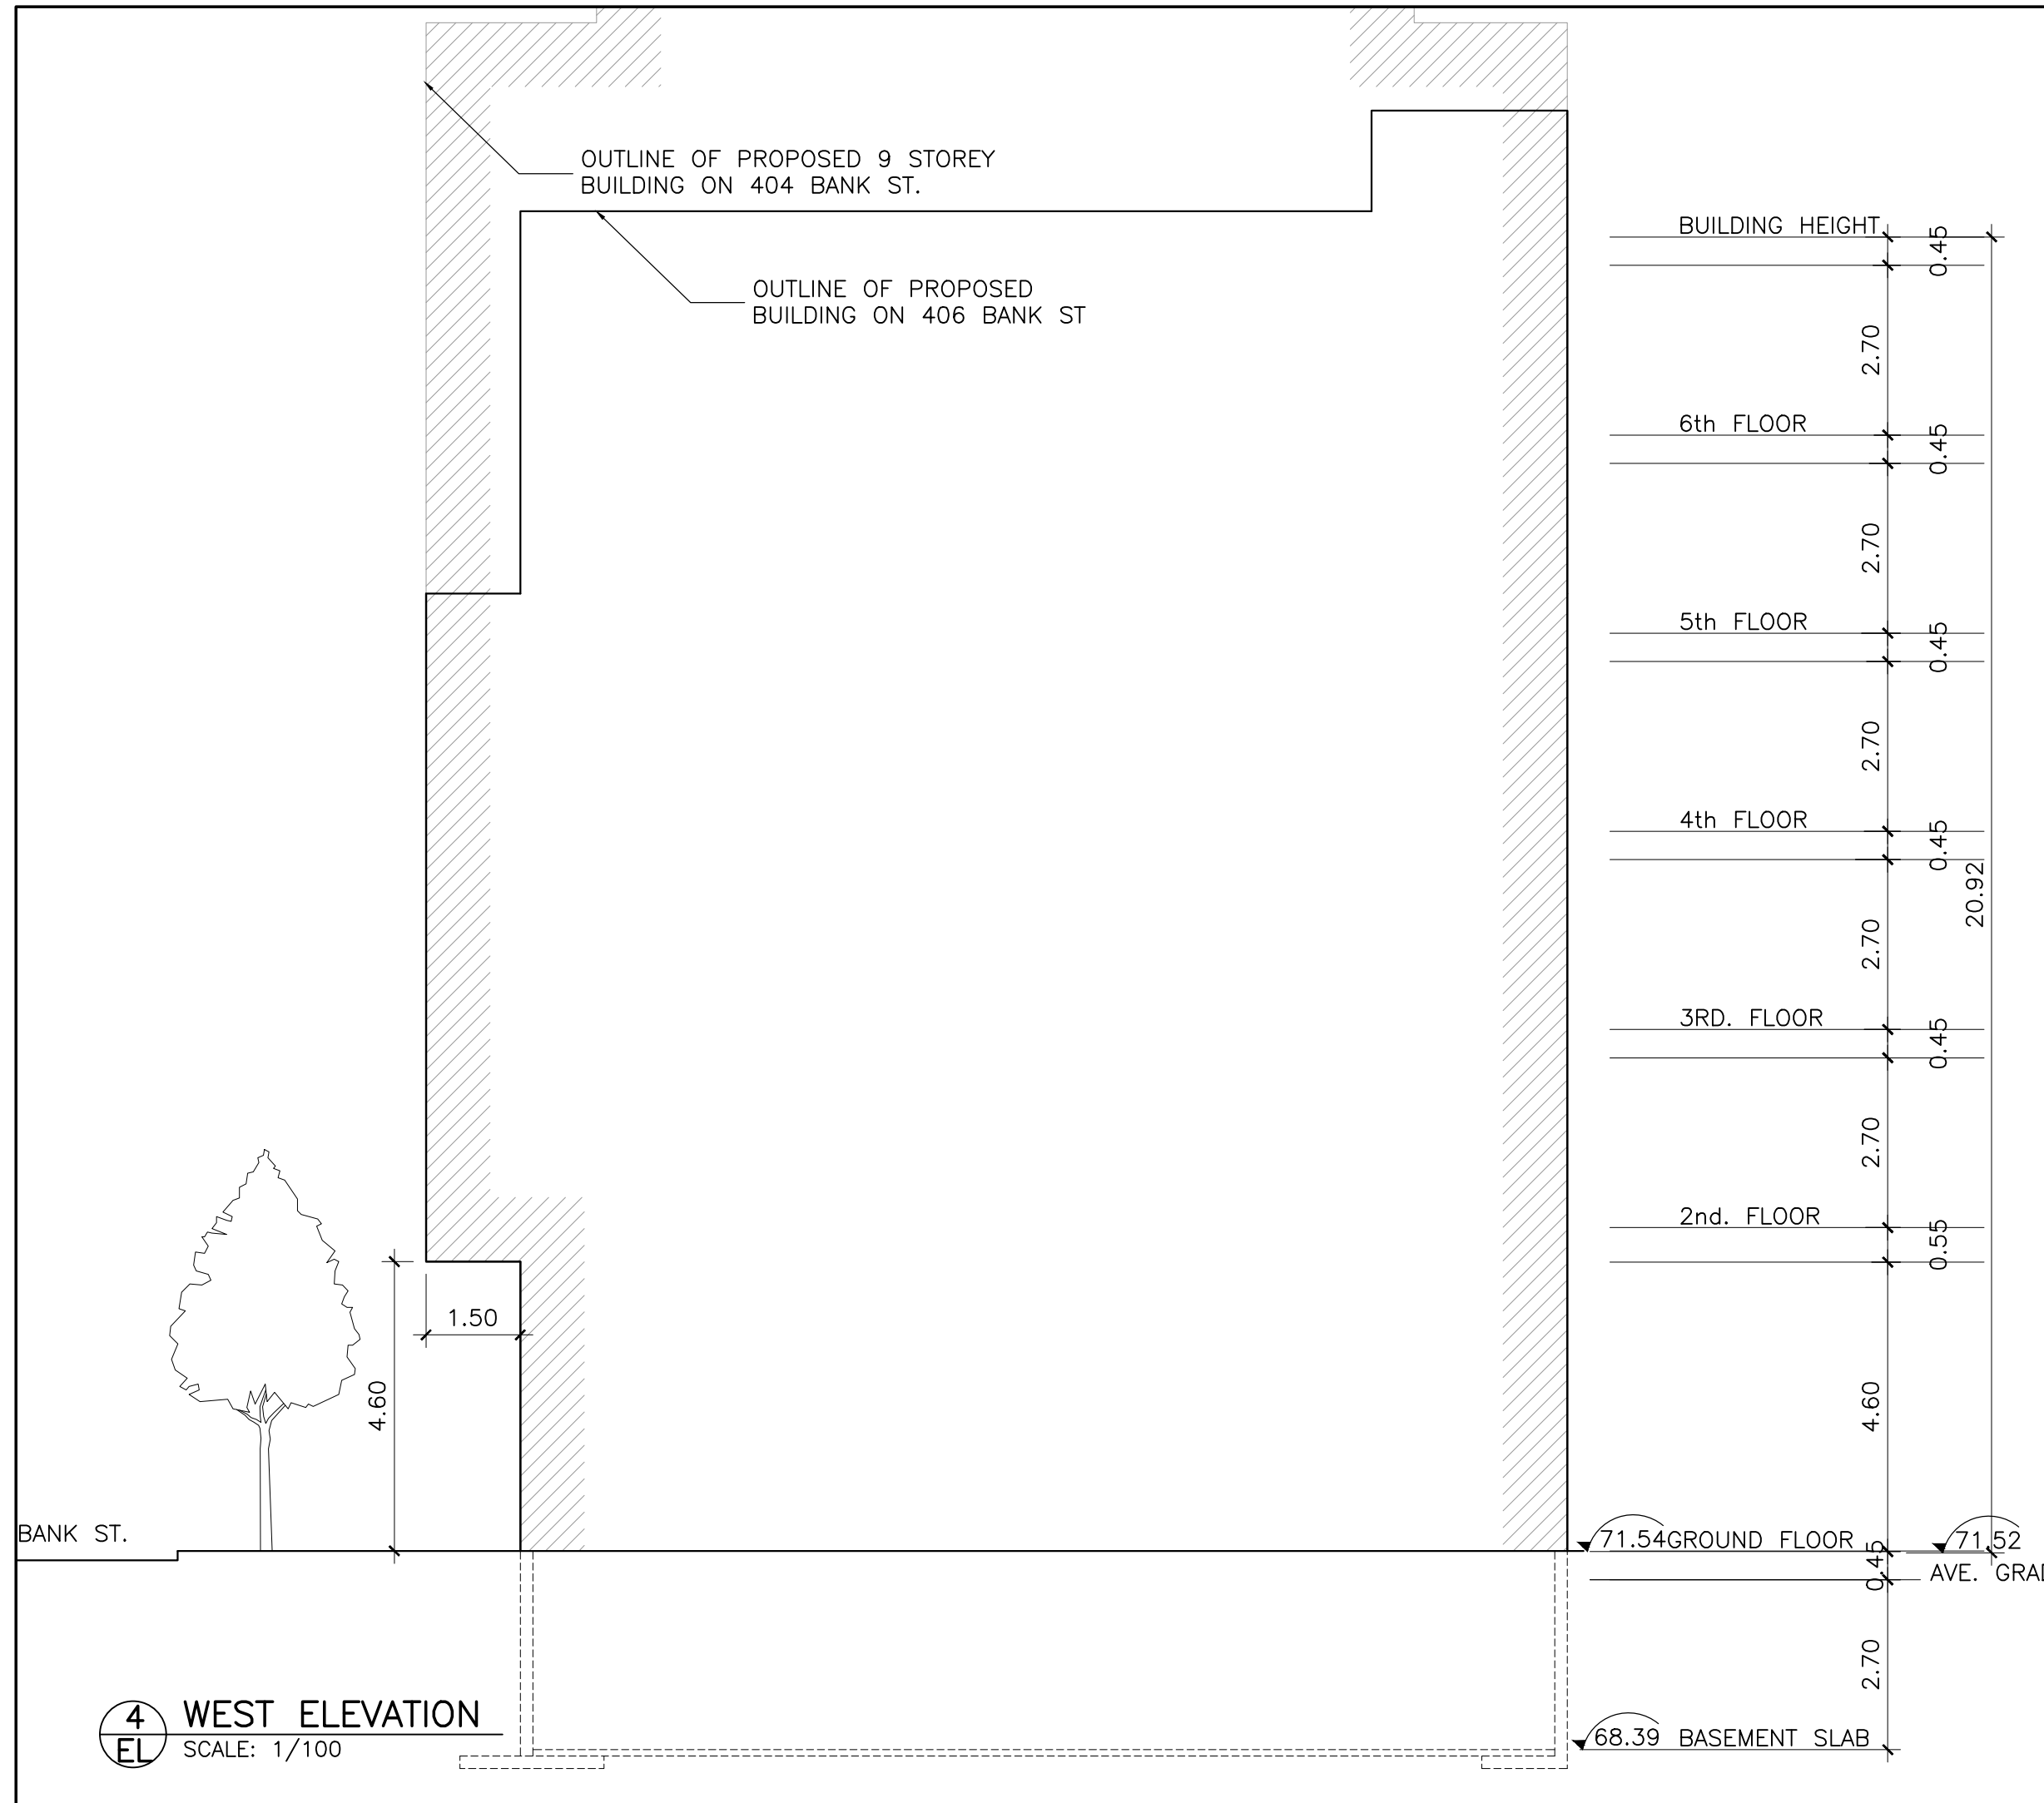 OUTLINE OF PROPOSED 9 STOREY
BUILDING ON 404 BANK ST.
OUTLINE OF PROPOSED
BUILDING ON 406 BANK ST
BUILDING HEIGHT
0.45
2.70
6th FLOOR
0.45
2.70
5th FLOOR
0.45
2.70
4th FLOOR
0.45
20.92
2.70
3RD. FLOOR
0.45
2.70
2nd. FLOOR
0.55
1.50
4.60
4.60
BANK ST.
71.54 GROUND FLOOR
71.52
0.45
AVE.
2.70
68.39 BASEMENT SLAB
4
EL
WEST ELEVATION
SCALE: 1/100